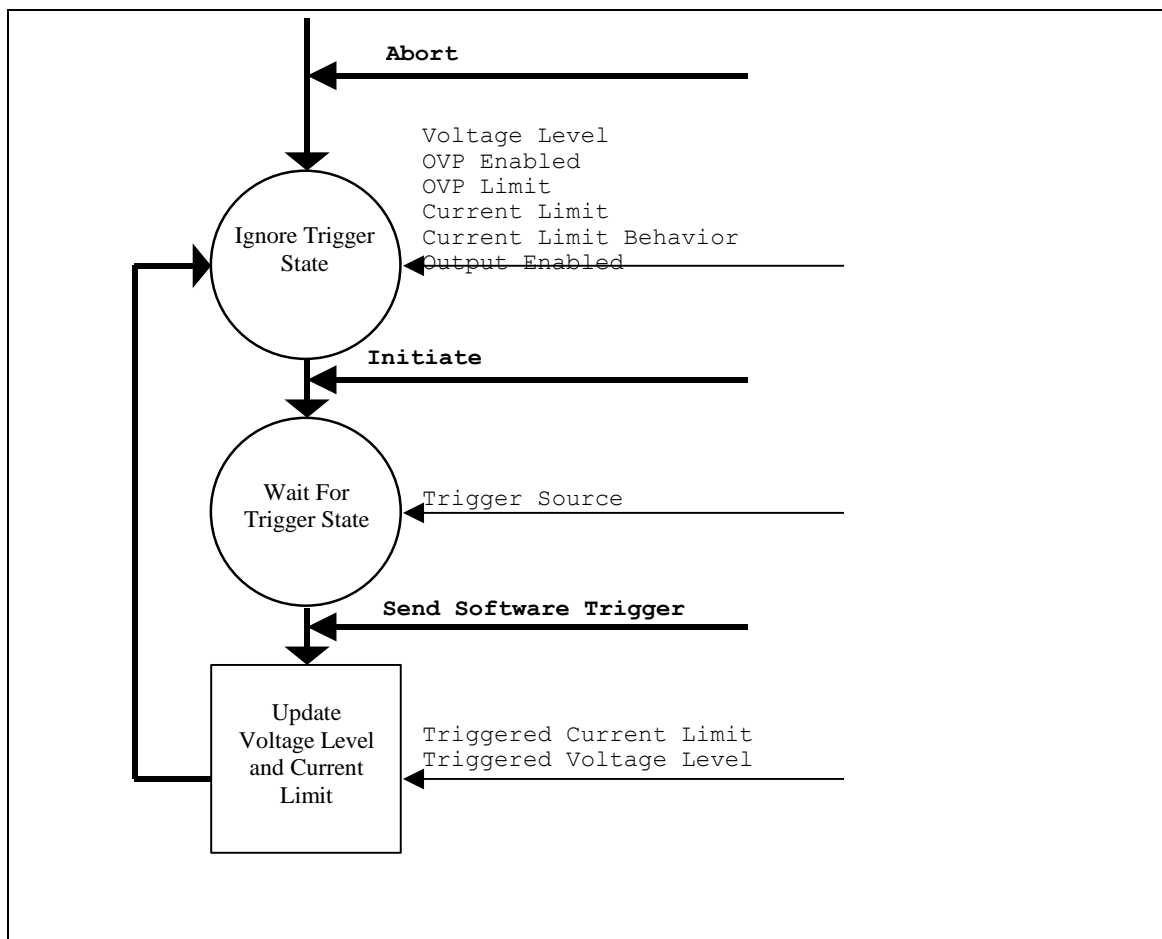 Abort
Voltage Level
OVP Enabled
OVP Limit
Current Limit
Current Limit Behavior
Output Enabled
Ignore Trigger
State
Initiate
Wait For
Trigger State
Trigger Source
Send Software Trigger
Update
Voltage Level
and Current
Limit
Triggered Current Limit
Triggered Voltage Level